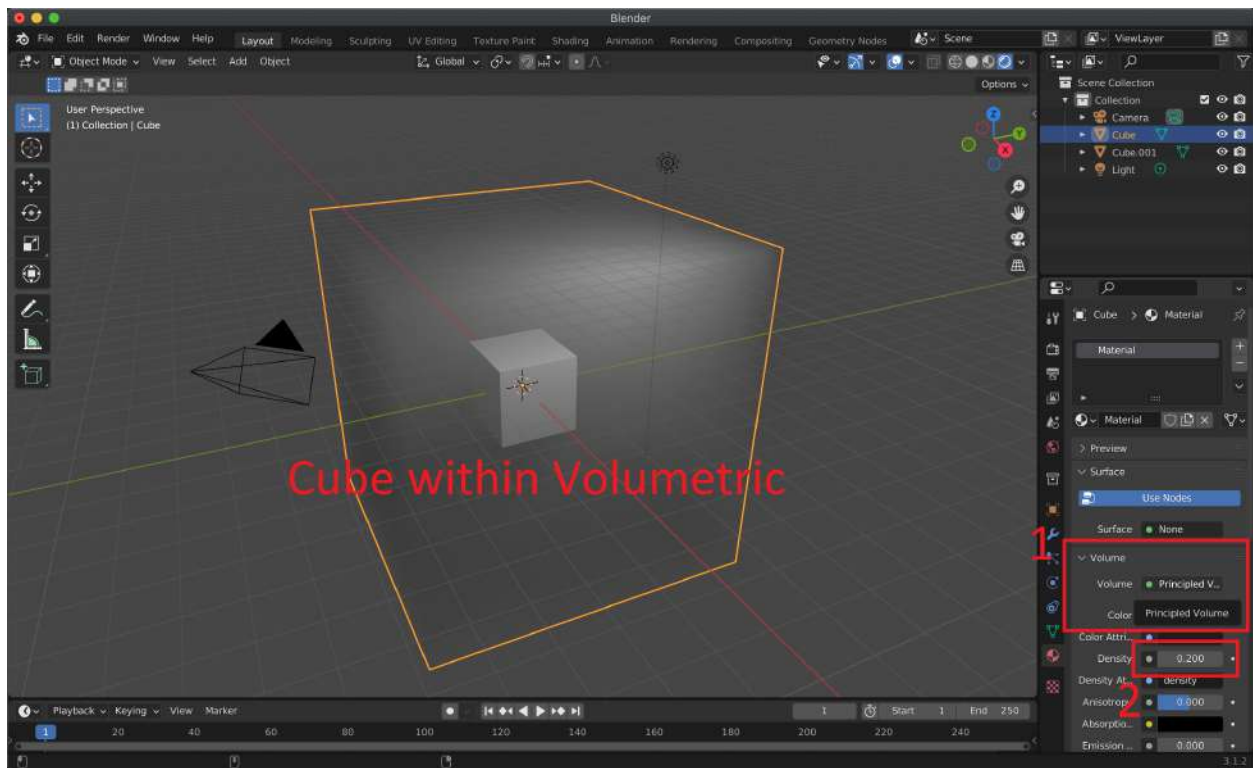 Blender
File Edit Render Window Help Layout Modeling Sculpting UV Editing Texture Paint Shading Animation Rendering Compositing Geometry Nodes Scene ViewLayer
Object Mode View Select Add Object Global
Options
User Perspective
(1) Collection | Cube
Z
Y
X
Cube within Volumetric
Scene Collection
Collection
Camera
Cube
Cube.001
Light
Cube > Material
Material
Material
Preview
Surface
Use Nodes
Surface None
1
Volume
Volume Principled V...
Color Principled Volume
Color Attri...
Density 0.200
Density At... density
2
Anisotrop... 0.000
Absorptio...
Emission ... 0.000
Playback Keying View Marker 1 Start 1 End 250
1 20 40 60 80 100 120 140 160 180 200 220 240
3.1.2